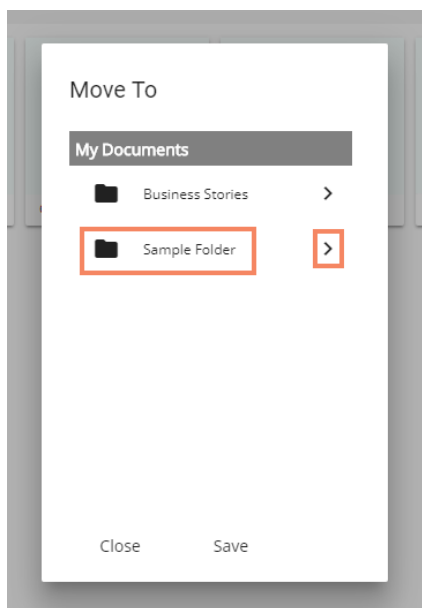 Move To
My Documents
Business Stories
Sample Folder
Close Save